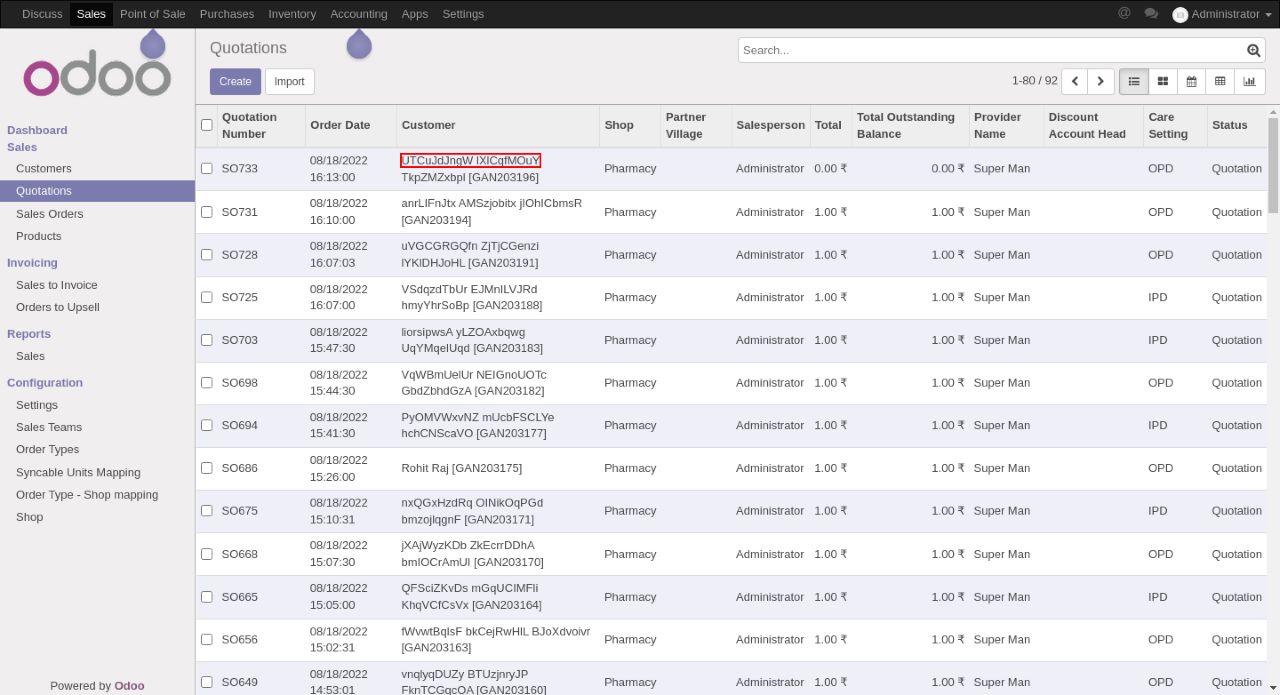 Discuss Sales Point of Sale Purchases Inventory Accounting Apps Settings @ Administrator
odoo
Quotations
Search...
Create Import
1-80 / 92
Dashboard
Sales
Customers
Quotations
Sales Orders
Products
Invoicing
Sales to Invoice
Orders to Upsell
Reports
Sales
Configuration
Settings
Sales Teams
Order Types
Syncable Units Mapping
Order Type - Shop mapping
Shop
Powered by Odoo
Quotation Number Order Date Customer Shop Partner Village Salesperson Total Total Outstanding Balance Provider Name Discount Account Head Care Setting Status
SO733 08/18/2022 16:13:00 UTCuJdJngW IXICqfMOuY TkpZMZxbpI [GAN203196] Pharmacy Administrator 0.00 ₹ 0.00 ₹ Super Man OPD Quotation
SO731 08/18/2022 16:10:00 anrLIFnJtx AMSzjobitx jIOhICbmsR [GAN203194] Pharmacy Administrator 1.00 ₹ 1.00 ₹ Super Man OPD Quotation
SO728 08/18/2022 16:07:03 uVGCGRGQfn ZjTjCGenzi lYKlDHJoHL [GAN203191] Pharmacy Administrator 1.00 ₹ 1.00 ₹ Super Man OPD Quotation
SO725 08/18/2022 16:07:00 VSdqzdTbUr EJMnILVJRd hmyYhrSoBp [GAN203188] Pharmacy Administrator 1.00 ₹ 1.00 ₹ Super Man IPD Quotation
SO703 08/18/2022 15:47:30 liorsipwsA yLZOAxbqwg UqYMqelUqd [GAN203183] Pharmacy Administrator 1.00 ₹ 1.00 ₹ Super Man IPD Quotation
SO698 08/18/2022 15:44:30 VqWBmUelUr NEIGnoUOTc GbdZbhdGzA [GAN203182] Pharmacy Administrator 1.00 ₹ 1.00 ₹ Super Man OPD Quotation
SO694 08/18/2022 15:41:30 PyOMVWxvNZ mUcbFSCLYe hchCNScaVO [GAN203177] Pharmacy Administrator 1.00 ₹ 1.00 ₹ Super Man IPD Quotation
SO686 08/18/2022 15:26:00 Rohit Raj [GAN203175] Pharmacy Administrator 1.00 ₹ 1.00 ₹ Super Man OPD Quotation
SO675 08/18/2022 15:10:31 nxQGxHzdRq OINikOqPGd bmzojlqgnF [GAN203171] Pharmacy Administrator 1.00 ₹ 1.00 ₹ Super Man IPD Quotation
SO668 08/18/2022 15:07:30 jXAjWyzKDb ZkEcrrDDhA bmIOCrAmUI [GAN203170] Pharmacy Administrator 1.00 ₹ 1.00 ₹ Super Man OPD Quotation
SO665 08/18/2022 15:05:00 QFSciZKvDs mGqUCIMFli KhqVCfCsVx [GAN203164] Pharmacy Administrator 1.00 ₹ 1.00 ₹ Super Man IPD Quotation
SO656 08/18/2022 15:02:31 fWvwtBqIsF bkCejRwHIL BJoXdvoivr [GAN203163] Pharmacy Administrator 1.00 ₹ 1.00 ₹ Super Man OPD Quotation
SO649 08/18/2022 14:53:01 vnqlyqDUZy BTUzjnryJP FknTCGqcOA [GAN203160] Pharmacy Administrator 1.00 ₹ 1.00 ₹ Super Man OPD Quotation